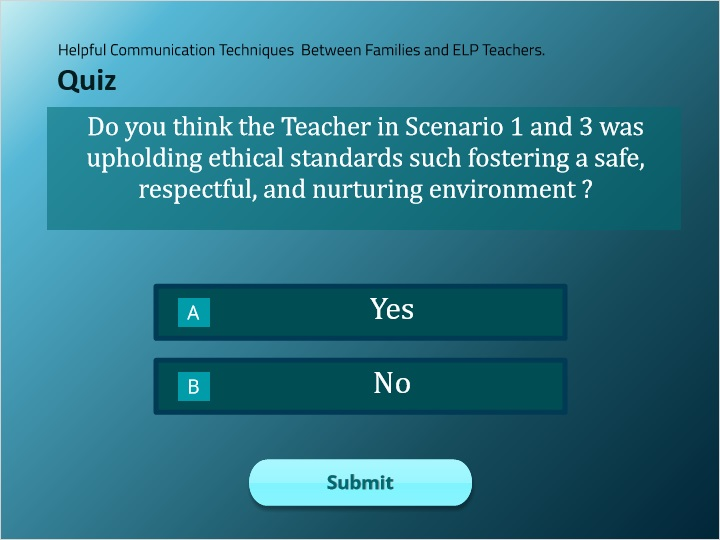 Helpful Communication Techniques  Between Families and ELP Teachers.
Quiz
Do you think the Teacher in Scenario 1 and 3 was
upholding ethical standards such fostering a safe,
respectful, and nurturing environment ?
A Yes
B No
Submit